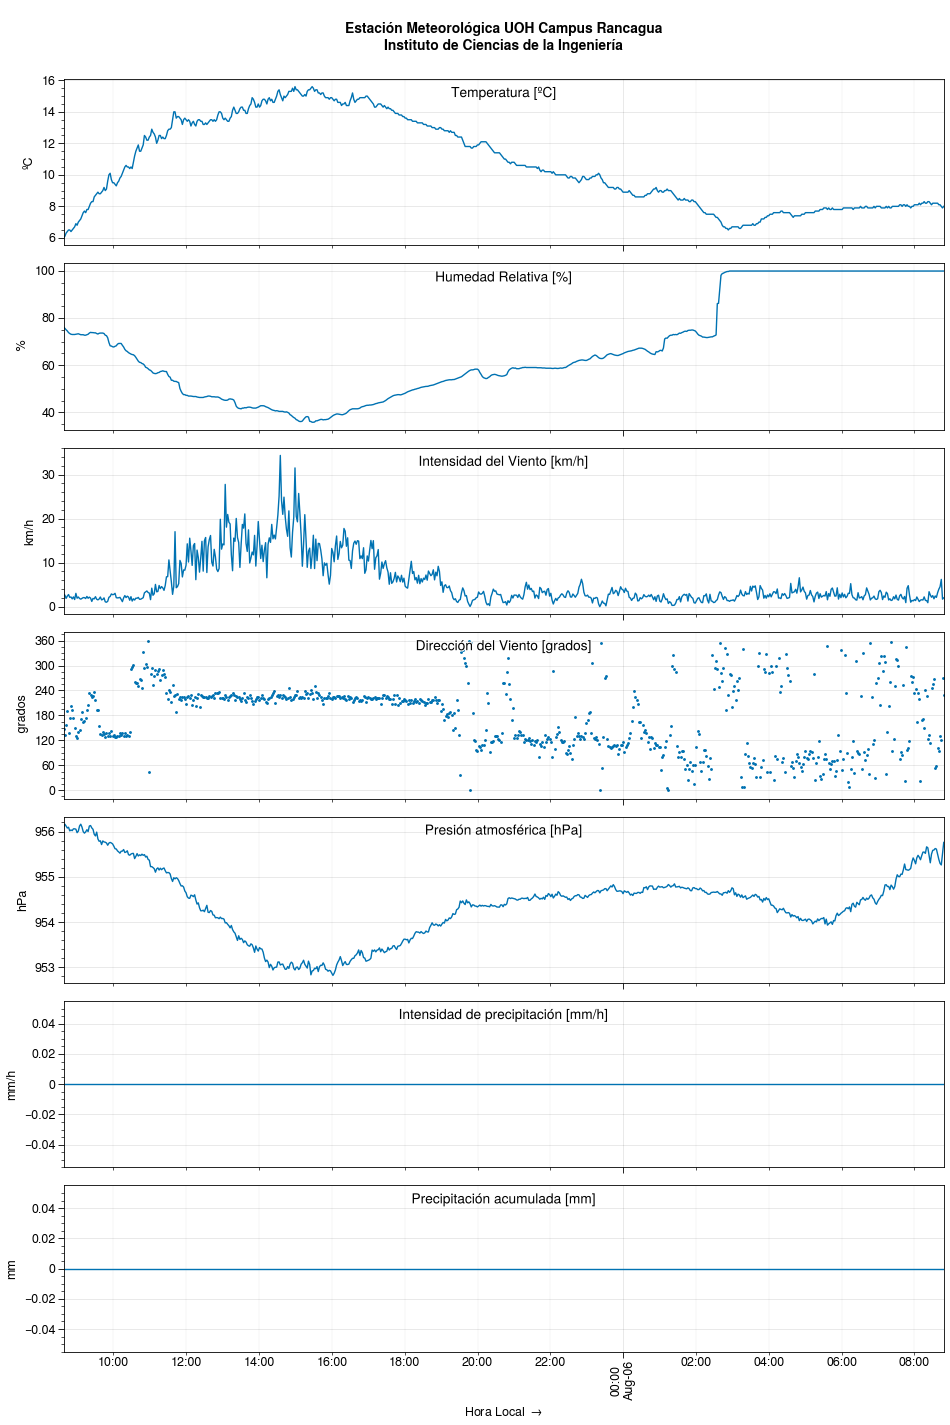 Estación Meteorológica UOH Campus Rancagua
Instituto de Ciencias de la Ingeniería
Temperatura [ºC]
ºC
16
14
12
10
8
6
Humedad Relativa [%]
%
100
80
60
40
Intensidad del Viento [km/h]
km/h
30
20
10
0
Dirección del Viento [grados]
grados
360
300
240
180
120
60
0
Presión atmosférica [hPa]
hPa
956
955
954
953
Intensidad de precipitación [mm/h]
mm/h
0.04
0.02
0
−0.02
−0.04
Precipitación acumulada [mm]
mm
0.04
0.02
0
−0.02
−0.04
10:00 12:00 14:00 16:00 18:00 20:00 22:00 00:00 02:00 04:00 06:00 08:00
Aug-06
Hora Local →